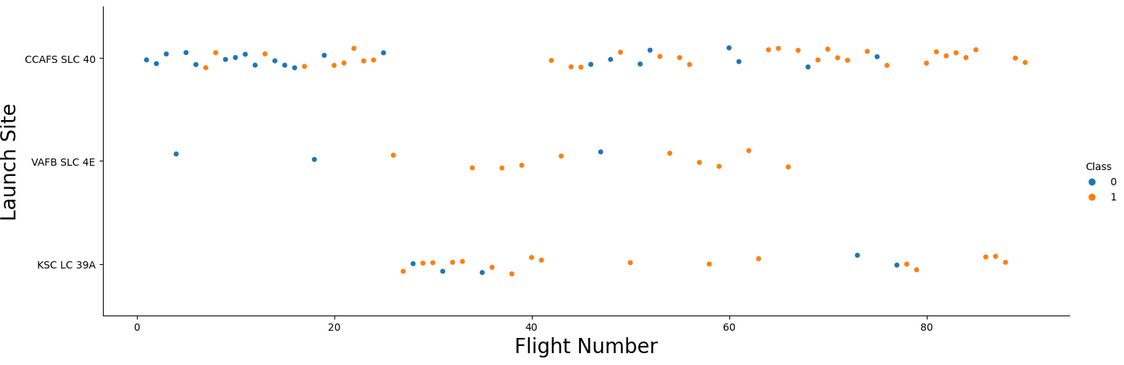 Launch Site
CCAFS SLC 40
VAFB SLC 4E
KSC LC 39A
0
20
40
60
80
Flight Number
Class
0
1